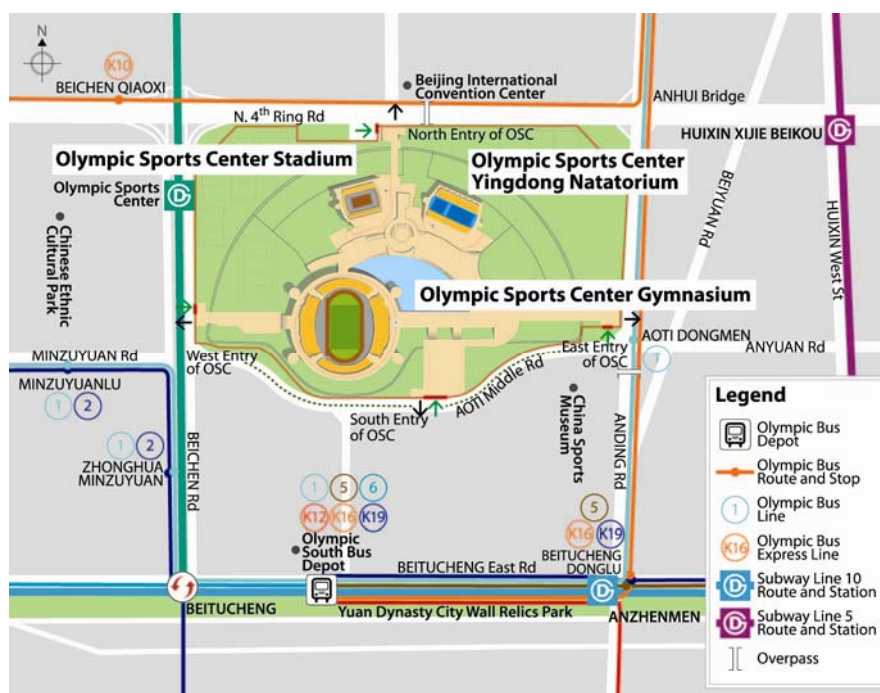 N
K10
BEICHEN QIAOXI
Beijing International
Convention Center
ANHUI Bridge
N. 4th Ring Rd
North Entry of OSC
HUIXIN XIJIE BEIKOU
Olympic Sports Center Stadium
Olympic Sports Center
Yingdong Natatorium
Olympic Sports
Center
Chinese Ethnic
Cultural Park
BEIYUAN Rd
HUIXIN West St
Olympic Sports Center Gymnasium
MINZUYUAN Rd
West Entry
of OSC
East Entry
of OSC
AOTI DONGMEN
1
ANYUAN Rd
MINZUYUANLU
1
2
AOTI Middle Rd
South Entry
of OSC
China Sports
Museum
ANDING Rd
BEICHEN Rd
1
2
ZHONGHUA
MINZUYUAN
1
5
6
K12
K16
K19
Olympic
South Bus
Depot
5
K16
K19
BEITUCHENG
DONGLU
BEITUCHENG East Rd
BEITUCHENG
Yuan Dynasty City Wall Relics Park
ANZHENMEN
Legend
Olympic Bus
Depot
Olympic Bus
Route and Stop
1
Olympic Bus
Line
K16
Olympic Bus
Express Line
Subway Line 10
Route and Station
Subway Line 5
Route and Station
Overpass